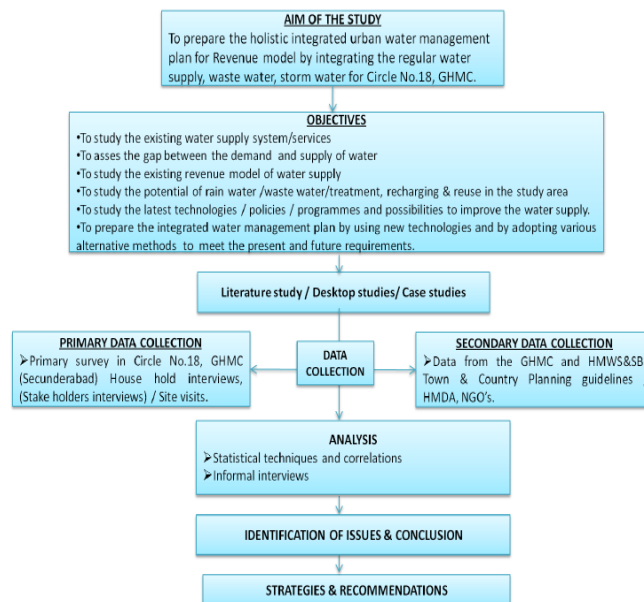 AIM OF THE STUDY
To prepare the holistic integrated urban water management
plan for Revenue model by integrating the regular water
supply, waste water, storm water for Circle No.18, GHMC.
OBJECTIVES
•To study the existing water supply system/services
•To asses the gap between the demand and supply of water
•To study the existing revenue model of water supply
•To study the potential of rain water /waste water/treatment, recharging & reuse in the study area
•To study the latest technologies / policies / programmes and possibilities to improve the water supply.
•To prepare the integrated water management plan by using new technologies and by adopting various
alternative methods to meet the present and future requirements.
Literature study / Desktop studies/ Case studies
PRIMARY DATA COLLECTION
➢Primary survey in Circle No.18, GHMC
(Secunderabad) House hold interviews,
(Stake holders interviews) / Site visits.
DATA
COLLECTION
SECONDARY DATA COLLECTION
➢Data from the GHMC and HMWS&SB
Town & Country Planning guidelines ,
HMDA, NGO's.
ANALYSIS
➢Statistical techniques and correlations
➢Informal interviews
IDENTIFICATION OF ISSUES & CONCLUSION
STRATEGIES & RECOMMENDATIONS